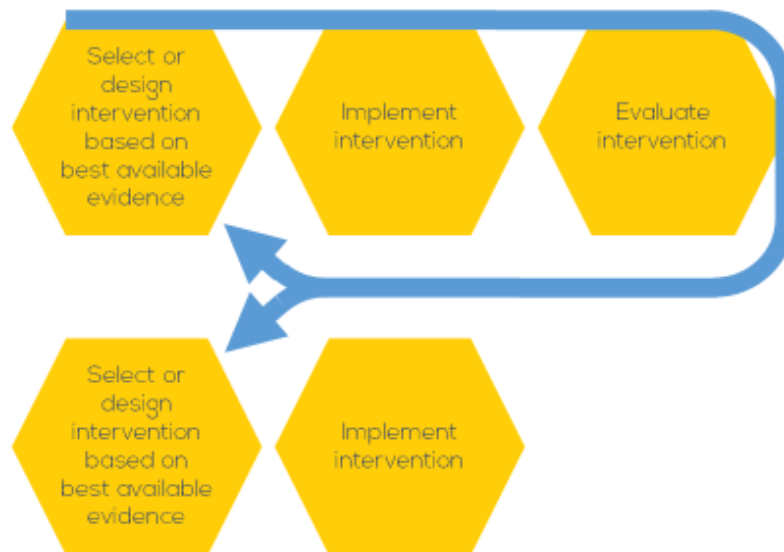 Select or
design
intervention
based on
best available
evidence
Implement
intervention
Evaluate
intervention
Select or
design
intervention
based on
best available
evidence
Implement
intervention